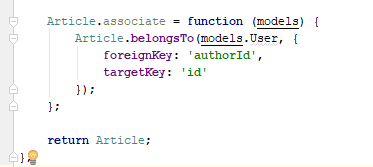 Article.associate = function (models) {
    Article.belongsTo(models.User, {
        foreignKey: 'authorId',
        targetKey: 'id'
    });
};
return Article;
};